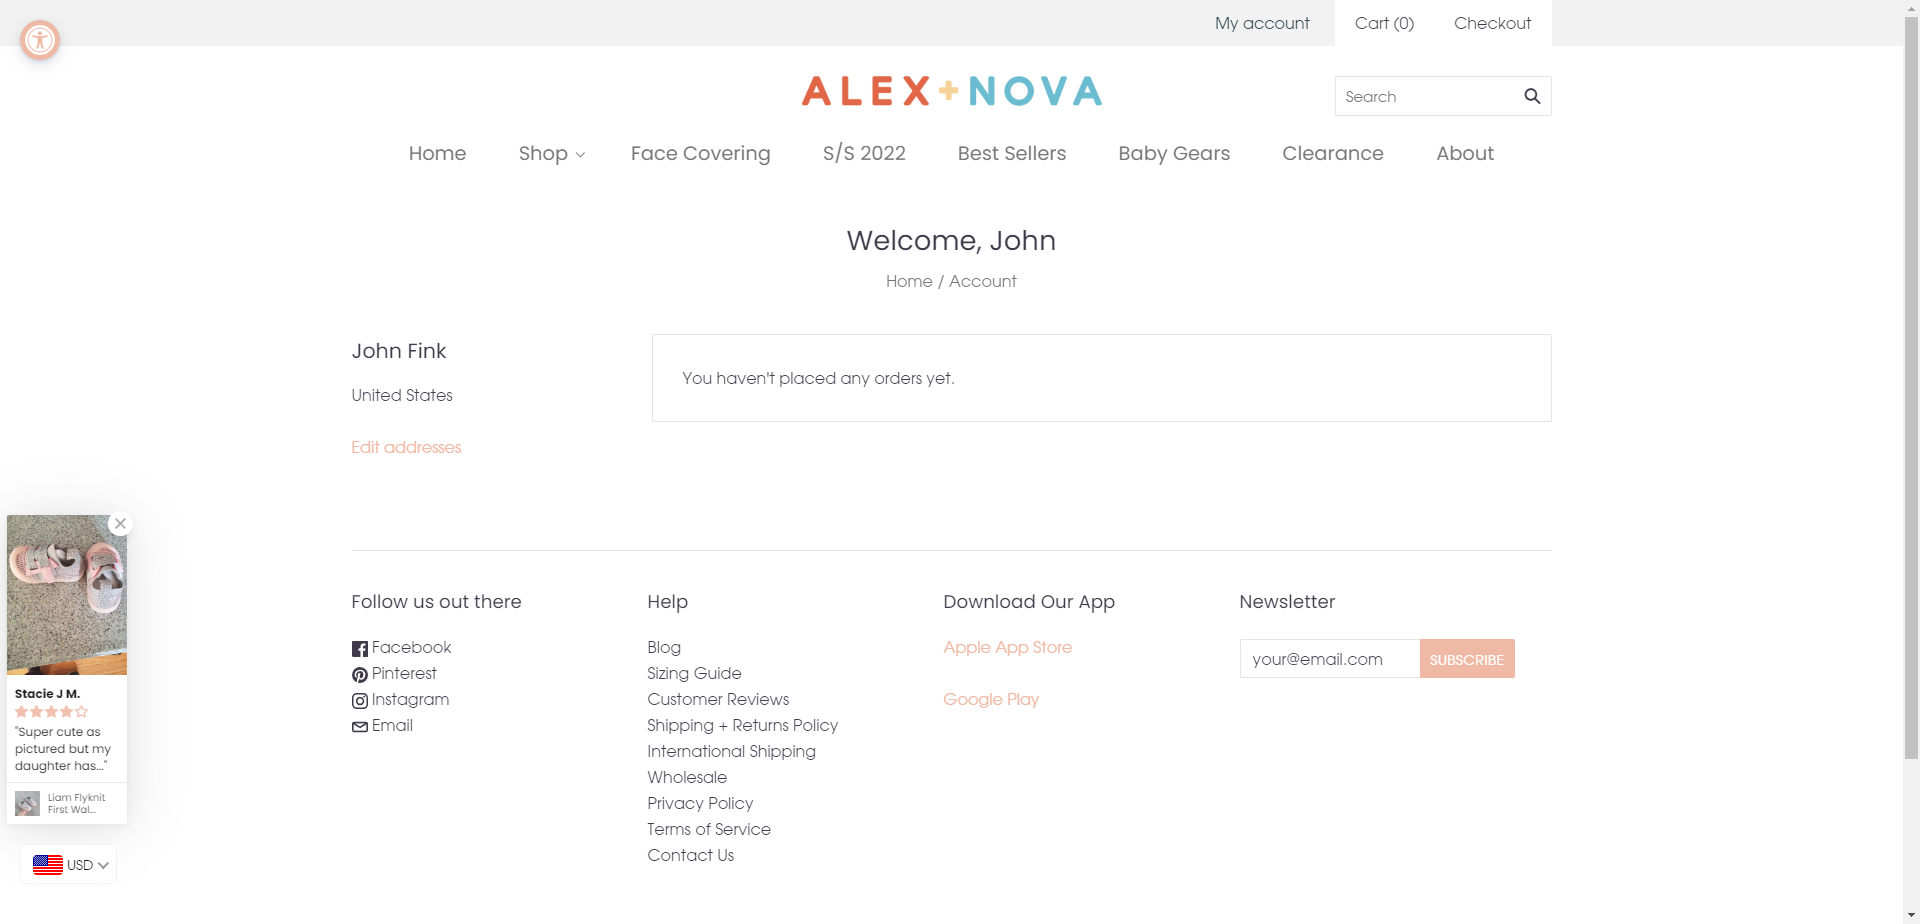 My account
Cart (0)
Checkout
ALEX+NOVA
Search
Home
Shop
Face Covering
S/S 2022
Best Sellers
Baby Gears
Clearance
About
Welcome, John
Home / Account
John Fink
United States
Edit addresses
You haven't placed any orders yet.
Stacie J M.
"Super cute as
pictured but my
daughter has..."
Liam Flyknit
First Wal...
USD
Follow us out there
Facebook
Pinterest
Instagram
Email
Help
Blog
Sizing Guide
Customer Reviews
Shipping + Returns Policy
International Shipping
Wholesale
Privacy Policy
Terms of Service
Contact Us
Download Our App
Apple App Store
Google Play
Newsletter
your@email.com
SUBSCRIBE